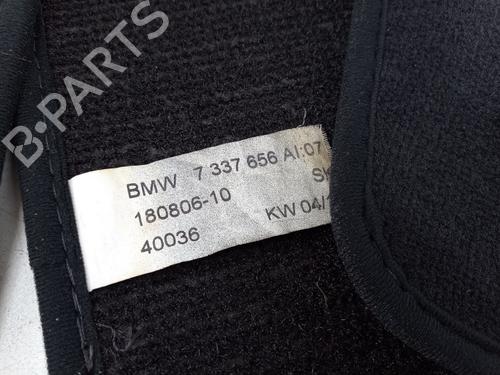 B·PARTS
BMW 7 337 656 AI:07
180806-10
40036 KW 04/